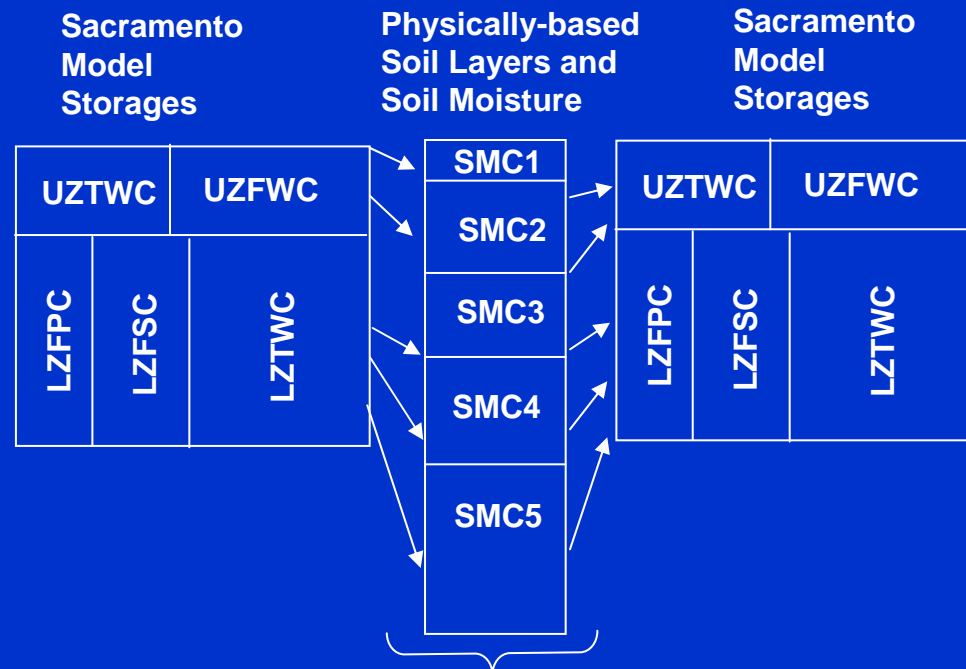 Sacramento
Model
Storages
Physically-based
Soil Layers and
Soil Moisture
Sacramento
Model
Storages
UZTWC
UZFWC
LZFPC
LZFSC
LZTWC
SMC1
SMC2
SMC3
SMC4
SMC5
UZTWC
UZFWC
LZFPC
LZFSC
LZTWC